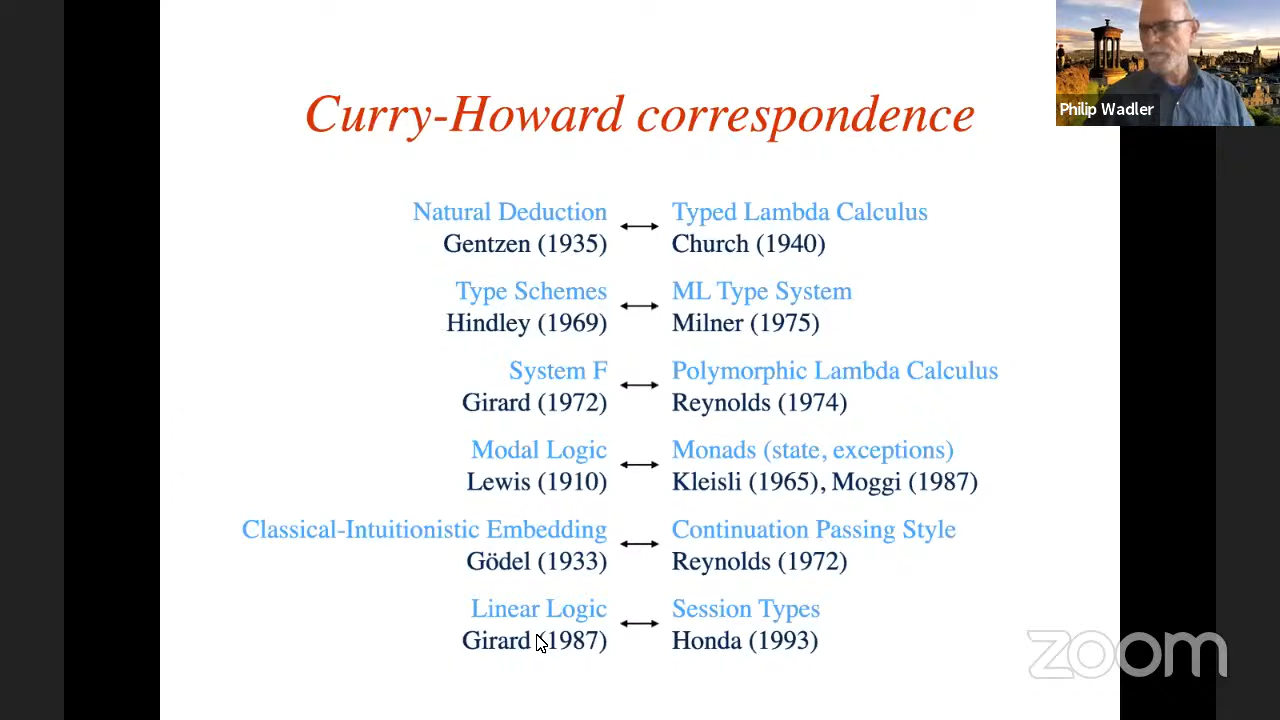 Philip Wadler
Curry-Howard correspondence
Natural Deduction
Gentzen (1935)
Typed Lambda Calculus
Church (1940)
Type Schemes
Hindley (1969)
ML Type System
Milner (1975)
System F
Girard (1972)
Polymorphic Lambda Calculus
Reynolds (1974)
Modal Logic
Lewis (1910)
Monads (state, exceptions)
Kleisli (1965), Moggi (1987)
Classical-Intuitionistic Embedding
Gödel (1933)
Continuation Passing Style
Reynolds (1972)
Linear Logic
Girard (1987)
Session Types
Honda (1993)
zoom